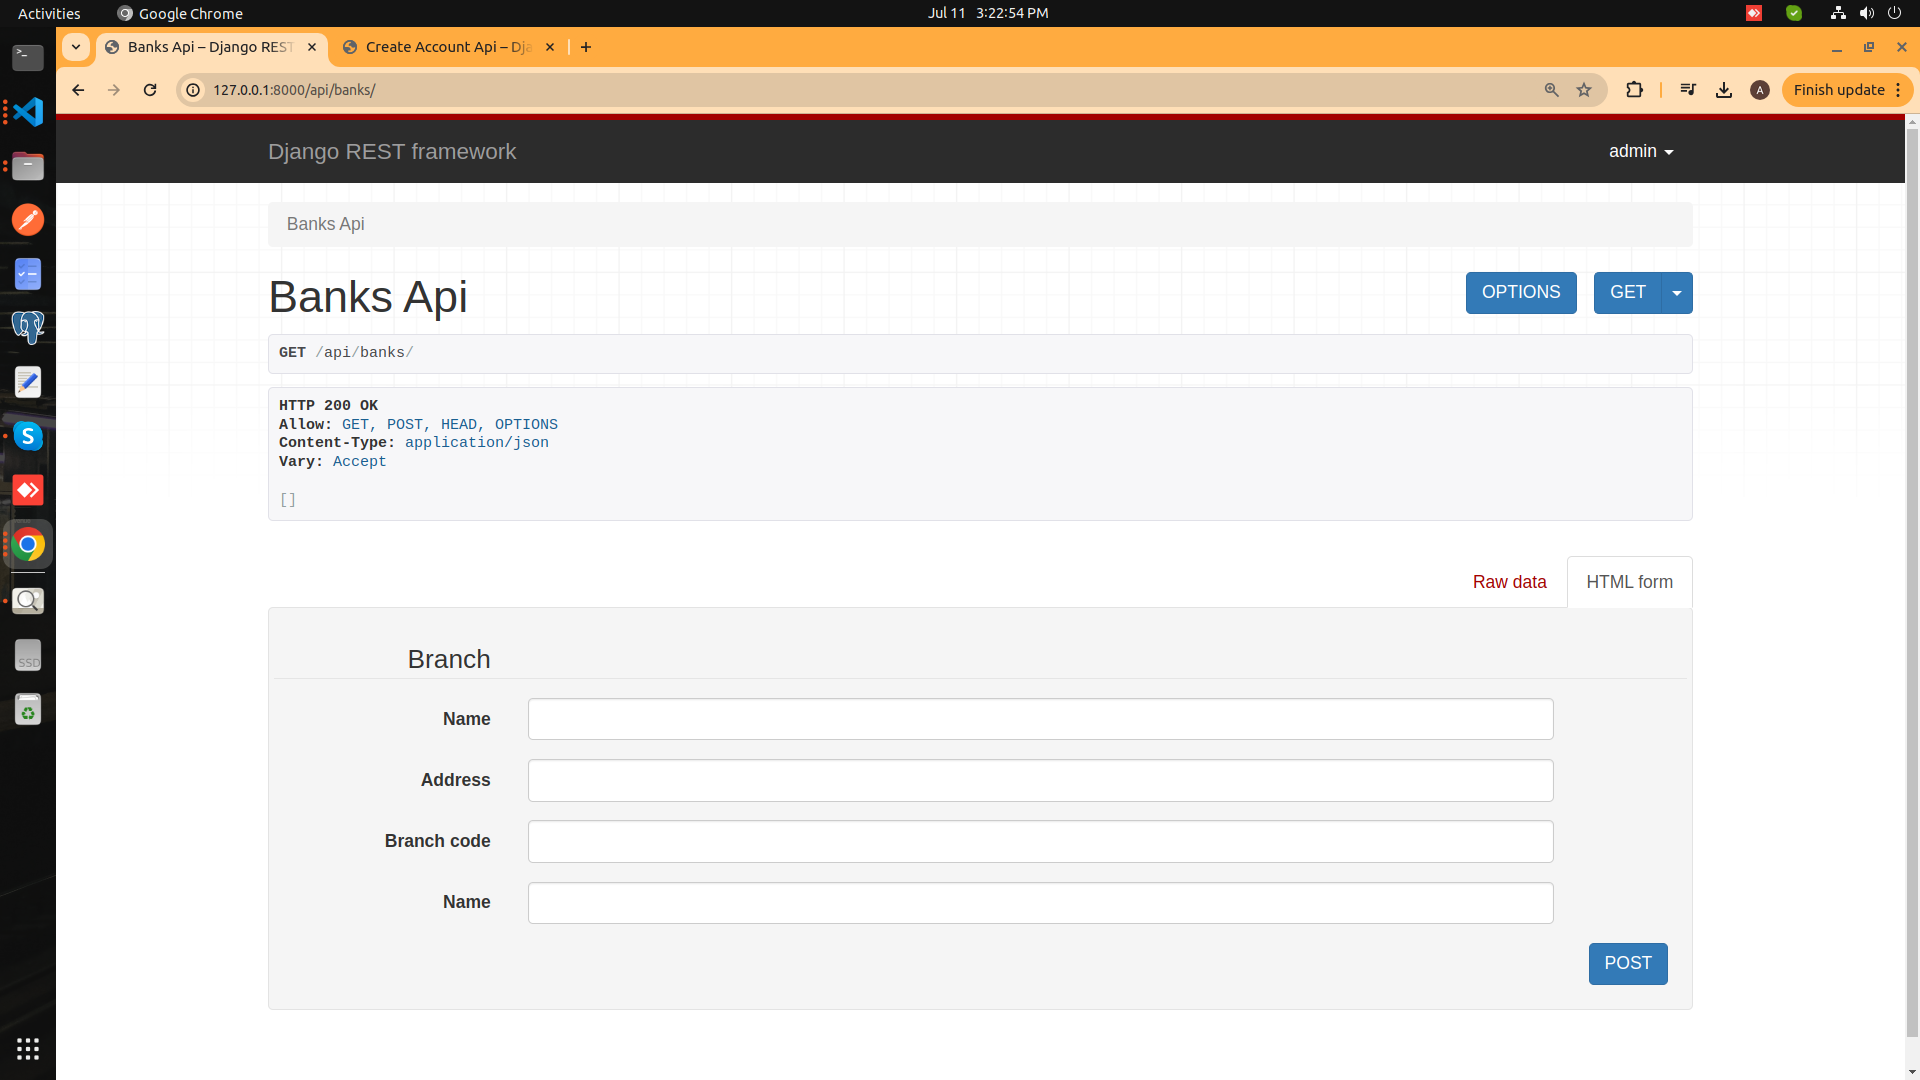 Activities
Google Chrome
Jul 11 3:22:54 PM
Banks Api – Django REST
Create Account Api – Dja
127.0.0.1:8000/api/banks/
A
Finish update
Django REST framework
admin
Banks Api
Banks Api
OPTIONS
GET
GET /api/banks/
HTTP 200 OK
Allow: GET, POST, HEAD, OPTIONS
Content-Type: application/json
Vary: Accept
[]
Raw data
HTML form
Branch
Name
Address
Branch code
Name
POST
SSD